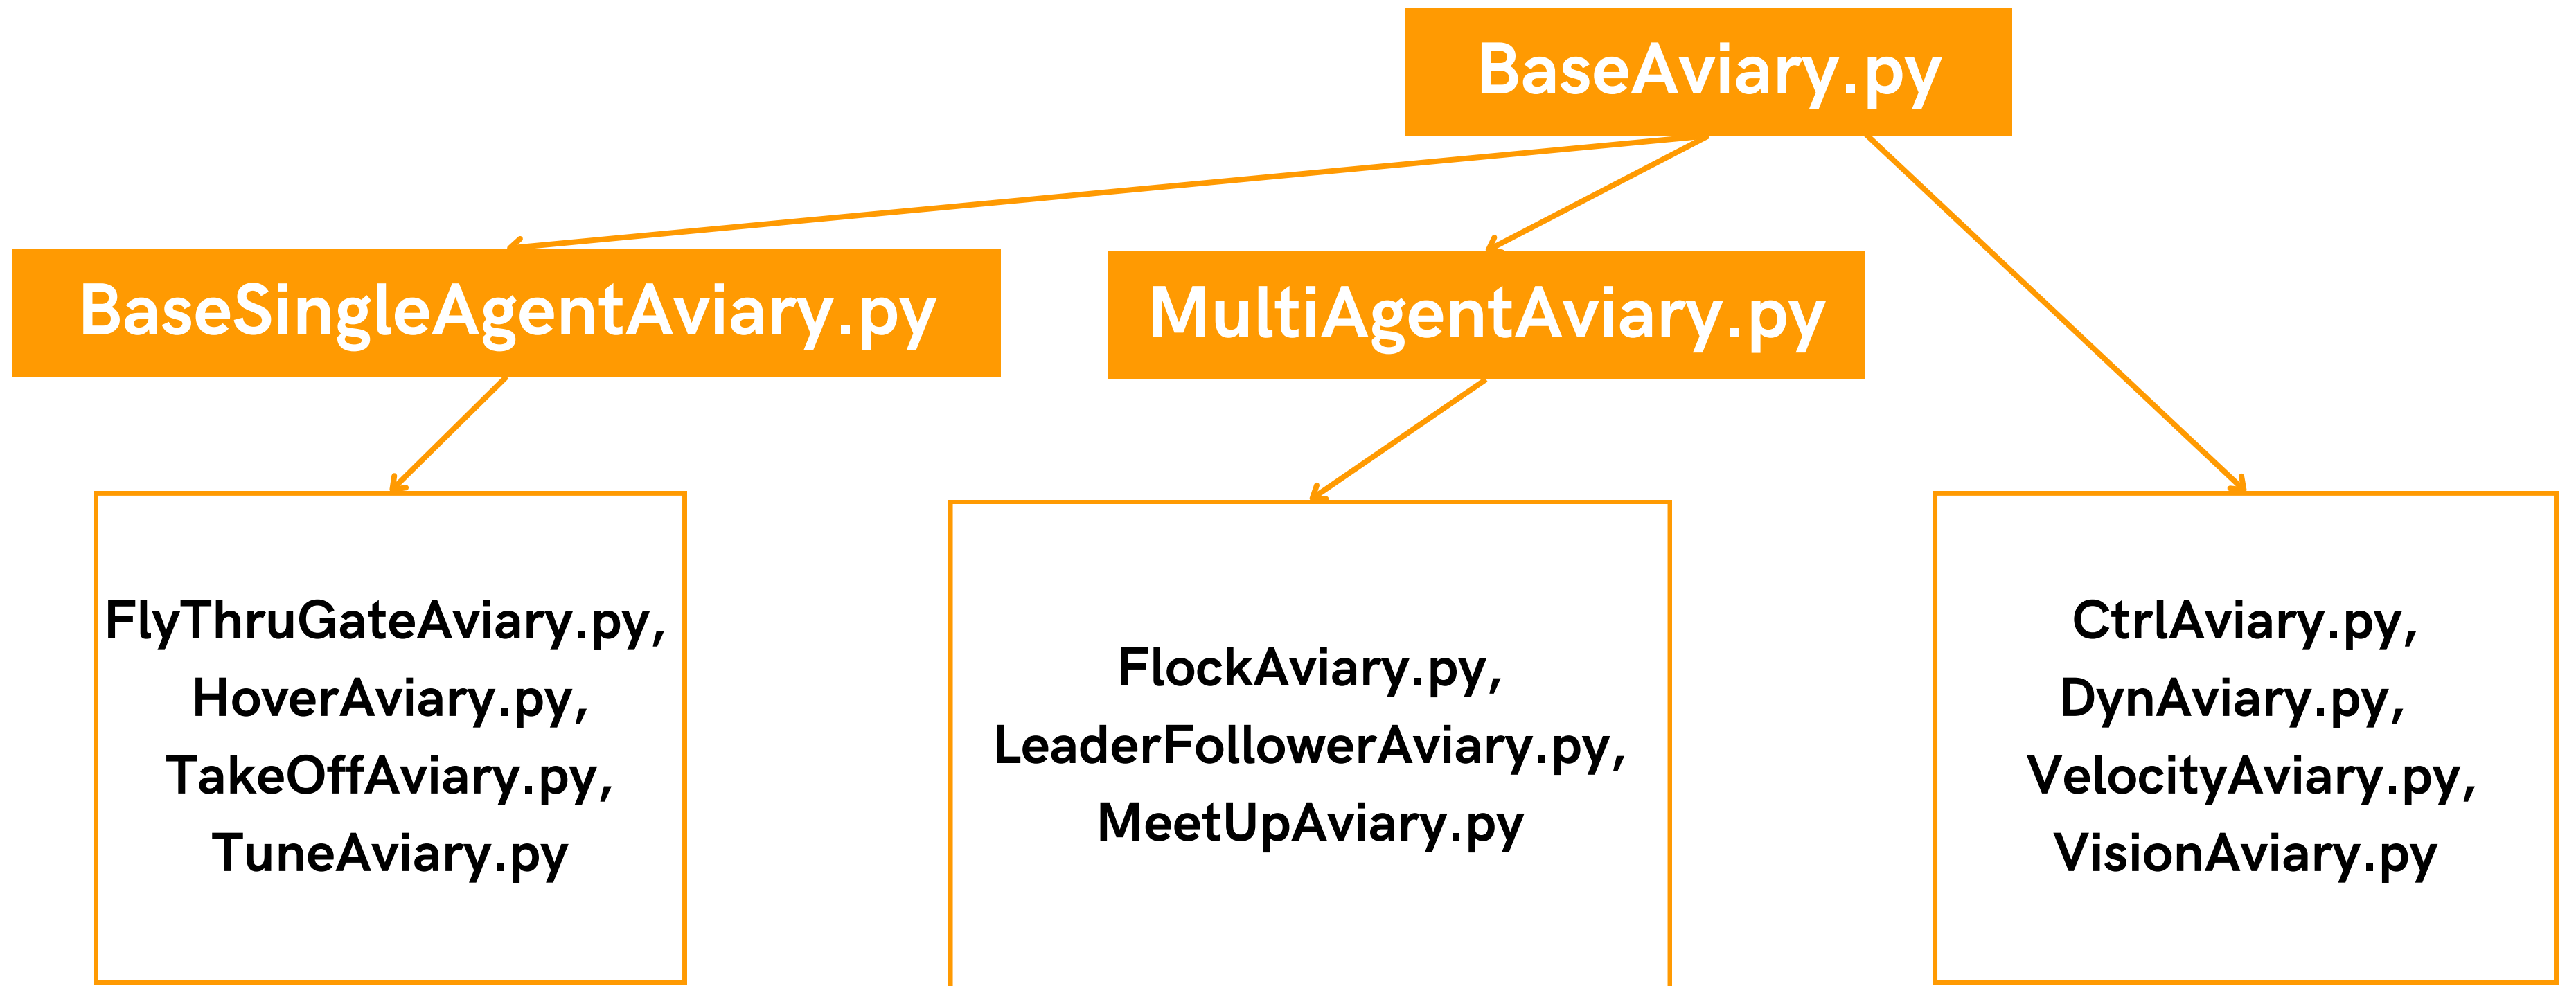 BaseAviary.py
BaseSingleAgentAviary.py
MultiAgentAviary.py
FlyThruGateAviary.py,
HoverAviary.py,
TakeOffAviary.py,
TuneAviary.py
FlockAviary.py,
LeaderFollowerAviary.py,
MeetUpAviary.py
CtrlAviary.py,
DynAviary.py,
VelocityAviary.py,
VisionAviary.py